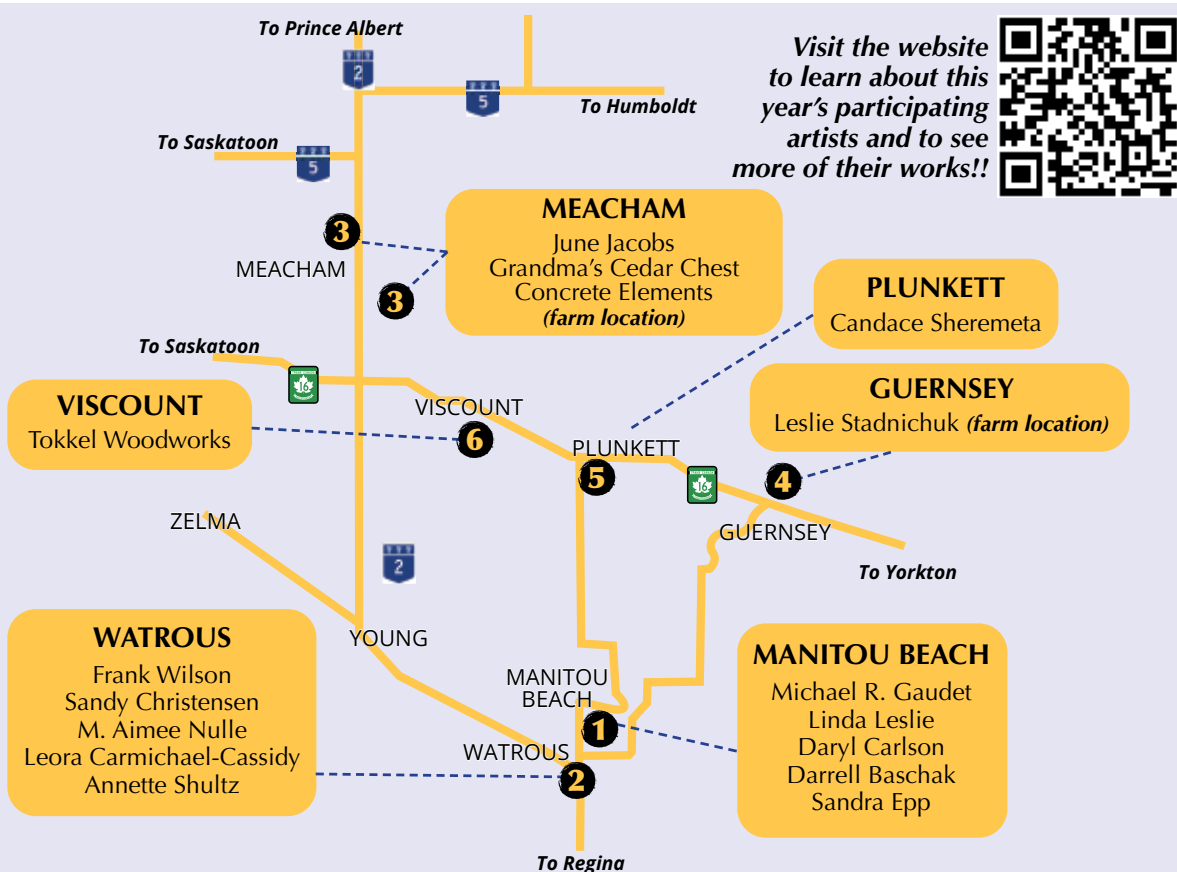 To Prince Albert
2
5
To Humboldt
Visit the website
to learn about this
year's participating
artists and to see
more of their works!!
To Saskatoon
5
3
MEACHAM
3
MEACHAM
June Jacobs
Grandma's Cedar Chest
Concrete Elements
(farm location)
PLUNKETT
Candace Sheremeta
To Saskatoon
16
VISCOUNT
Tokkel Woodworks
VISCOUNT
6
GUERNSEY
Leslie Stadnichuk (farm location)
PLUNKETT
5
16
4
GUERNSEY
To Yorkton
ZELMA
2
YOUNG
WATROUS
Frank Wilson
Sandy Christensen
M. Aimee Nulle
Leora Carmichael-Cassidy
Annette Shultz
MANITOU
BEACH
1
WATROUS
2
MANITOU BEACH
Michael R. Gaudet
Linda Leslie
Daryl Carlson
Darrell Baschak
Sandra Epp
To Regina